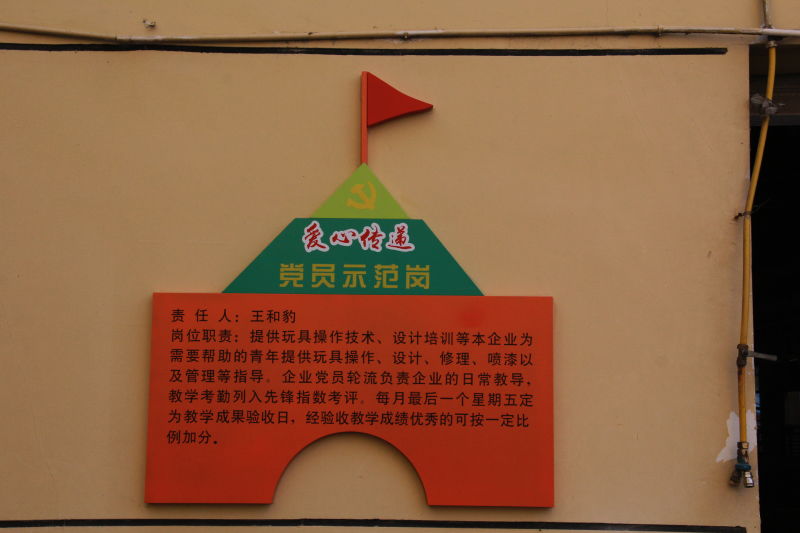 爱心传递
党员示范岗
责任人：王和豹
岗位职责：提供玩具操作技术、设计培训等本企业为
需要帮助的青年提供玩具操作、设计、修理、喷漆以
及管理等指导。企业党员轮流负责企业的日常教导，
教学考勤列入先锋指数考评。每月最后一个星期五定
为教学成果验收日，经验收教学成绩优秀的可按一定比
例加分。